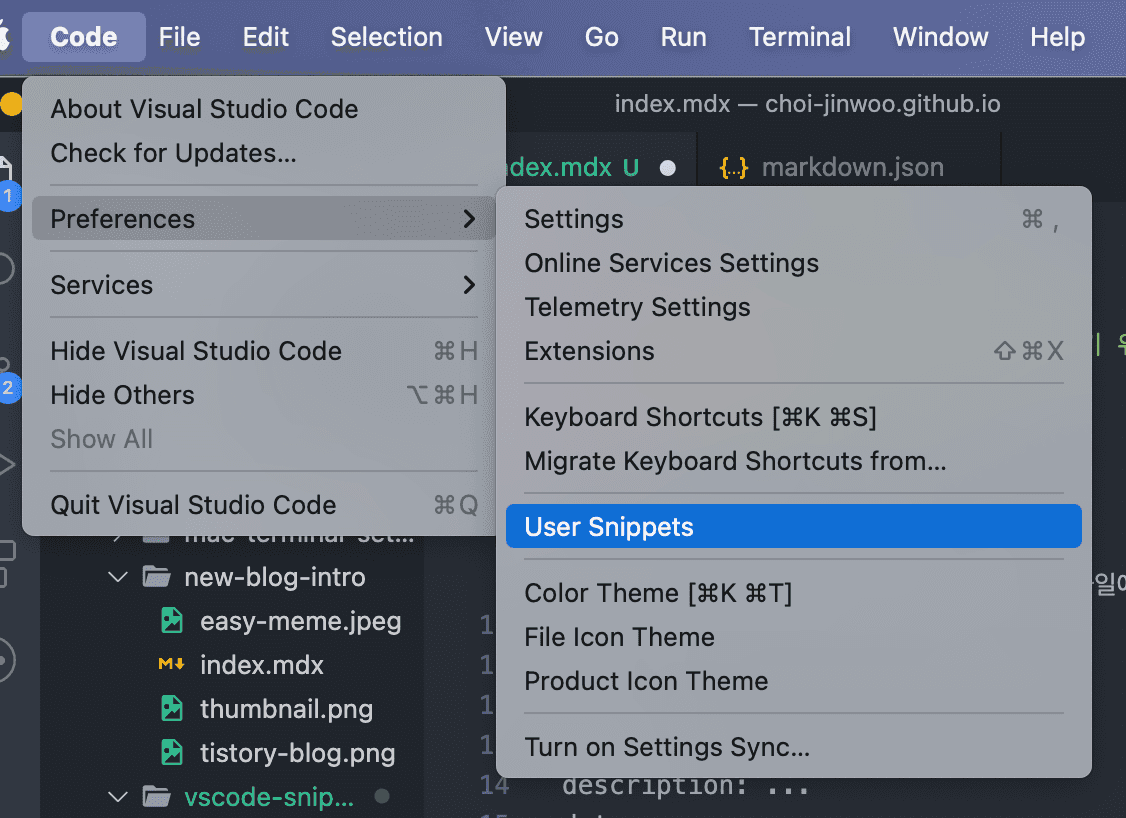 Code File Edit Selection View Go Run Terminal Window Help
index.mdx — choi-jinwoo.github.io
About Visual Studio Code
Check for Updates...
Preferences
Services
Hide Visual Studio Code ⌘H
Hide Others ⌥⌘H
Show All
Quit Visual Studio Code ⌘Q
index.mdx U
{..} markdown.json
Settings ⌘ ,
Online Services Settings
Telemetry Settings
Extensions ⇧⌘X
Keyboard Shortcuts [⌘K ⌘S]
Migrate Keyboard Shortcuts from...
User Snippets
Color Theme [⌘K ⌘T]
File Icon Theme
Product Icon Theme
Turn on Settings Sync...
1
2
mac-terminal-set...
new-blog-intro
easy-meme.jpeg
M↓ index.mdx
thumbnail.png
tistory-blog.png
vscode-snip...
14 description: ...